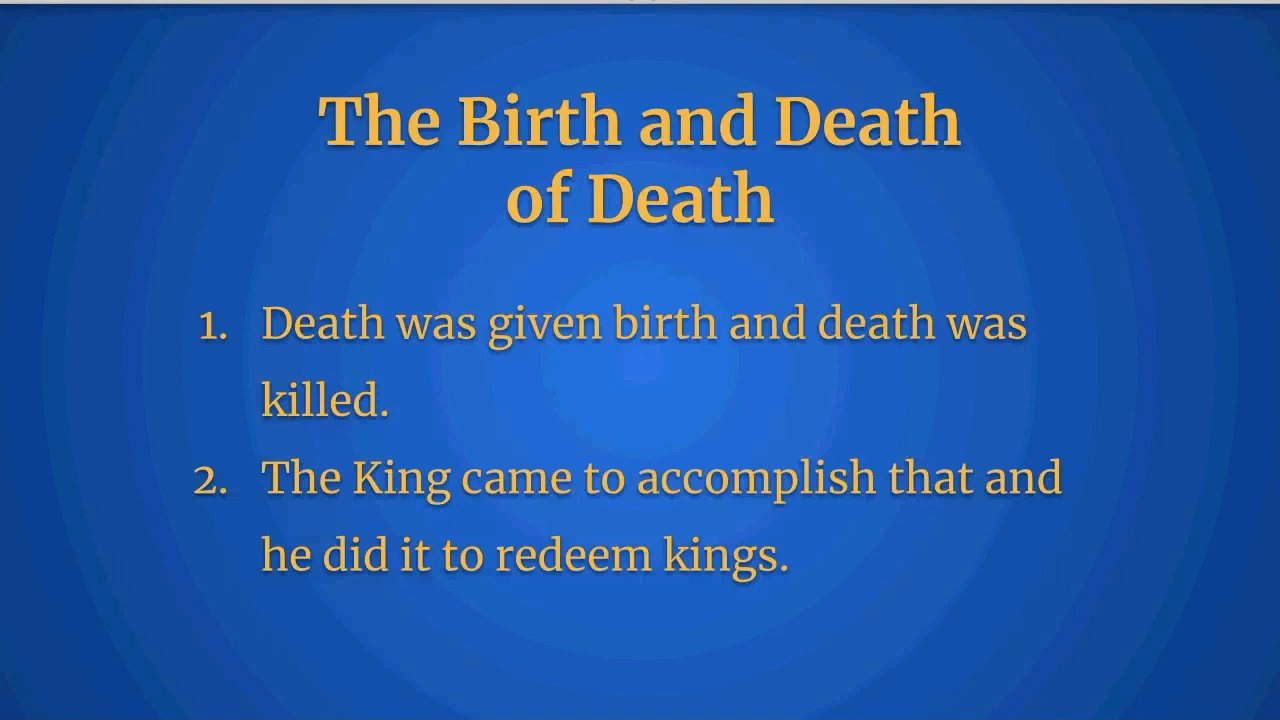 The Birth and Death
of Death
1. Death was given birth and death was
killed.
2. The King came to accomplish that and
he did it to redeem kings.